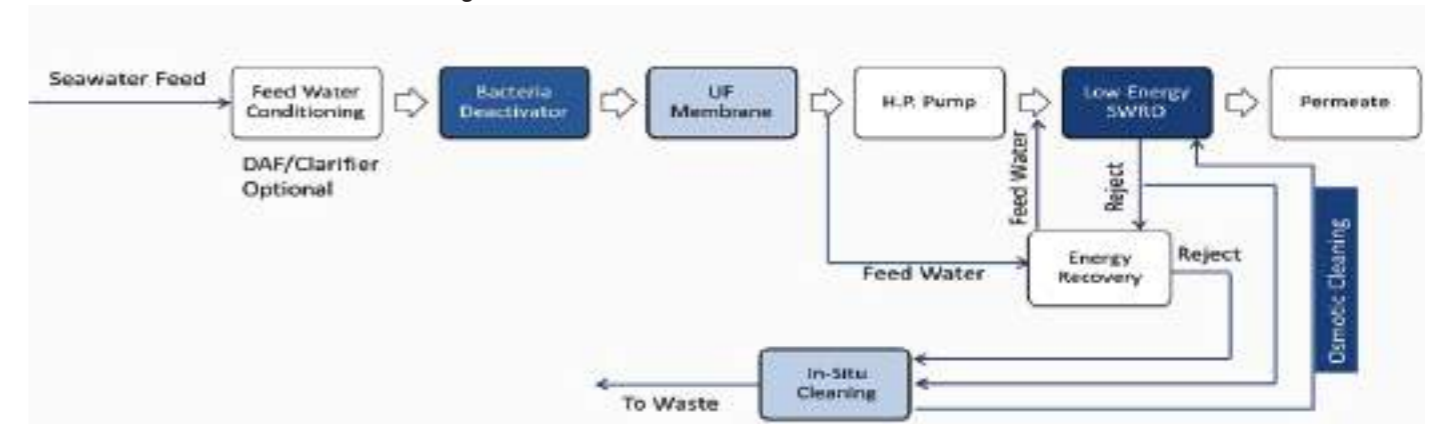 Seawater Feed
Feed Water
Conditioning
DAF/Clarifier
Optional
Bacteria
Deactivator
UF
Membrane
H.P. Pump
Low Energy
SWRO
Permeate
Feed Water
Reject
Feed Water
Energy
Recovery
Reject
Osmotic Cleaning
In-Situ
Cleaning
To Waste